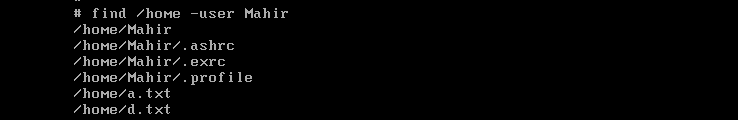 # find /home -user Mahir
/home/Mahir
/home/Mahir/.ashrc
/home/Mahir/.exrc
/home/Mahir/.profile
/home/a.txt
/home/d.txt